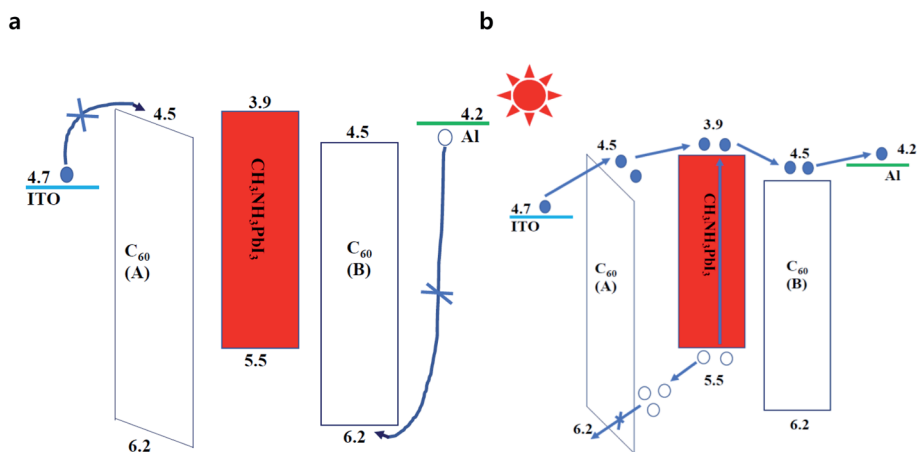 a
4.7
ITO
4.5
C60
(A)
6.2
3.9
CH3NH3PbI3
5.5
4.5
C60
(B)
6.2
4.2
Al
b
4.7
ITO
4.5
C60
(A)
6.2
3.9
CH3NH3PbI3
5.5
4.5
C60
(B)
6.2
4.2
Al